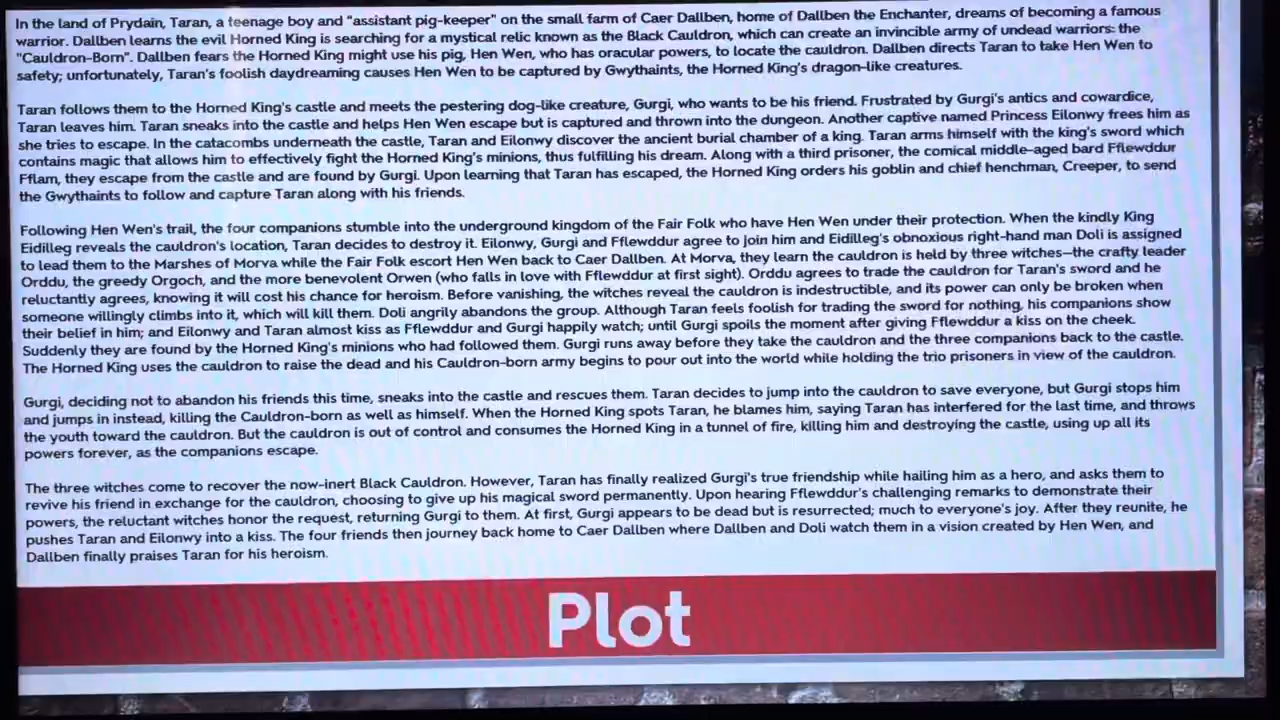 In the land of Prydain, Taran, a teenage boy and "assistant pig-keeper" on the small farm of Caer Dallben, home of Dallben the Enchanter, dreams of becoming a famous
warrior. Dallben learns the evil Horned King is searching for a mystical relic known as the Black Cauldron, which can create an invincible army of undead warriors: the
"Cauldron-Born". Dallben fears the Horned King might use his pig, Hen Wen, who has oracular powers, to locate the cauldron. Dallben directs Taran to take Hen Wen to
safety; unfortunately, Taran's foolish daydreaming causes Hen Wen to be captured by Gwythaints, the Horned King's dragon-like creatures.
Taran follows them to the Horned King's castle and meets the pestering dog-like creature, Gurgi, who wants to be his friend. Frustrated by Gurgi's antics and cowardice,
Taran leaves him. Taran sneaks into the castle and helps Hen Wen escape but is captured and thrown into the dungeon. Another captive named Princess Eilonwy frees him as
she tries to escape. In the catacombs underneath the castle, Taran and Eilonwy discover the ancient burial chamber of a king. Taran arms himself with the king's sword which
contains magic that allows him to effectively fight the Horned King's minions, thus fulfilling his dream. Along with a third prisoner, the comical middle-aged bard Fflewddur
Fflam, they escape from the castle and are found by Gurgi. Upon learning that Taran has escaped, the Horned King orders his goblin and chief henchman, Creeper, to send
the Gwythaints to follow and capture Taran along with his friends.
Following Hen Wen's trail, the four companions stumble into the underground kingdom of the Fair Folk who have Hen Wen under their protection. When the kindly King
Eidilleg reveals the cauldron's location, Taran decides to destroy it. Eilonwy, Gurgi and Fflewddur agree to join him and Eidilleg's obnoxious right-hand man Doli is assigned
to lead them to the Marshes of Morva while the Fair Folk escort Hen Wen back to Caer Dallben. At Morva, they learn the cauldron is held by three witches—the crafty leader
Orddu, the greedy Orgoch, and the more benevolent Orwen (who falls in love with Fflewddur at first sight). Orddu agrees to trade the cauldron for Taran's sword and he
reluctantly agrees, knowing it will cost his chance for heroism. Before vanishing, the witches reveal the cauldron is indestructible, and its power can only be broken when
someone willingly climbs into it, which will kill them. Doli angrily abandons the group. Although Taran feels foolish for trading the sword for nothing, his companions show
their belief in him; and Eilonwy and Taran almost kiss as Fflewddur and Gurgi happily watch; until Gurgi spoils the moment after giving Fflewddur a kiss on the cheek.
Suddenly they are found by the Horned King's minions who had followed them. Gurgi runs away before they take the cauldron and the three companions back to the castle.
The Horned King uses the cauldron to raise the dead and his Cauldron-born army begins to pour out into the world while holding the trio prisoners in view of the cauldron.
Gurgi, deciding not to abandon his friends this time, sneaks into the castle and rescues them. Taran decides to jump into the cauldron to save everyone, but Gurgi stops him
and jumps in instead, killing the Cauldron-born as well as himself. When the Horned King spots Taran, he blames him, saying Taran has interfered for the last time, and throws
the youth toward the cauldron. But the cauldron is out of control and consumes the Horned King in a tunnel of fire, killing him and destroying the castle, using up all its
powers forever, as the companions escape.
The three witches come to recover the now-inert Black Cauldron. However, Taran has finally realized Gurgi's true friendship while hailing him as a hero, and asks them to
revive his friend in exchange for the cauldron, choosing to give up his magical sword permanently. Upon hearing Fflewddur's challenging remarks to demonstrate their
powers, the reluctant witches honor the request, returning Gurgi to them. At first, Gurgi appears to be dead but is resurrected; much to everyone's joy. After they reunite, he
pushes Taran and Eilonwy into a kiss. The four friends then journey back home to Caer Dallben where Dallben and Doli watch them in a vision created by Hen Wen, and
Dallben finally praises Taran for his heroism.
Plot